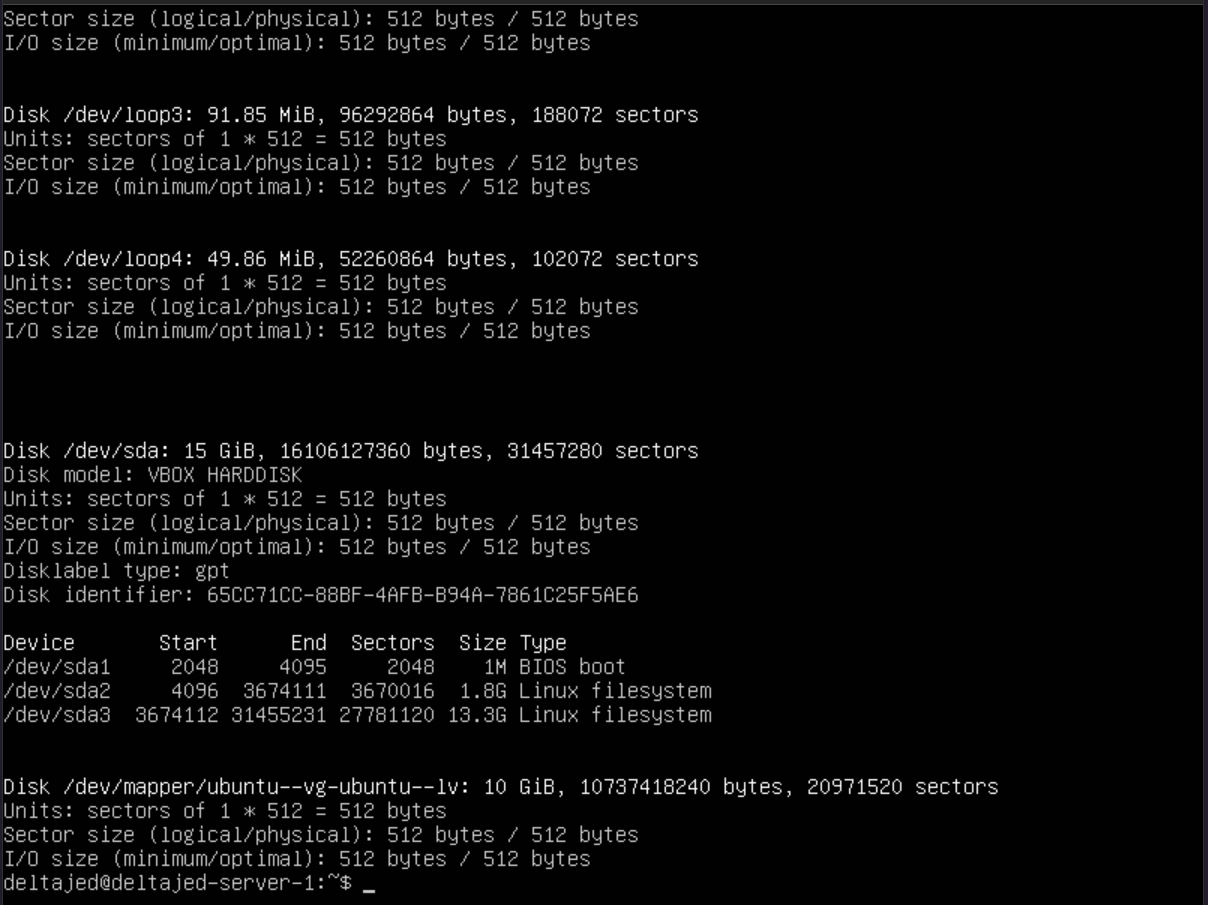 Sector size (logical/physical): 512 bytes / 512 bytes
I/O size (minimum/optimal): 512 bytes / 512 bytes
Disk /dev/loop3: 91.85 MiB, 96292864 bytes, 188072 sectors
Units: sectors of 1 * 512 = 512 bytes
Sector size (logical/physical): 512 bytes / 512 bytes
I/O size (minimum/optimal): 512 bytes / 512 bytes
Disk /dev/loop4: 49.86 MiB, 52260864 bytes, 102072 sectors
Units: sectors of 1 * 512 = 512 bytes
Sector size (logical/physical): 512 bytes / 512 bytes
I/O size (minimum/optimal): 512 bytes / 512 bytes
Disk /dev/sda: 15 GiB, 16106127360 bytes, 31457280 sectors
Disk model: VBOX HARDDISK
Units: sectors of 1 * 512 = 512 bytes
Sector size (logical/physical): 512 bytes / 512 bytes
I/O size (minimum/optimal): 512 bytes / 512 bytes
Disklabel type: gpt
Disk identifier: 65CC71CC-88BF-4AFB-B94A-7861C25F5AE6
Device       Start      End  Sectors  Size Type
/dev/sda1     2048     4095     2048    1M BIOS boot
/dev/sda2     4096  3674111  3670016  1.8G Linux filesystem
/dev/sda3  3674112 31455231 27781120 13.3G Linux filesystem
Disk /dev/mapper/ubuntu--vg-ubuntu--lv: 10 GiB, 10737418240 bytes, 20971520 sectors
Units: sectors of 1 * 512 = 512 bytes
Sector size (logical/physical): 512 bytes / 512 bytes
I/O size (minimum/optimal): 512 bytes / 512 bytes
deltajed@deltajed-server-1:~$ _